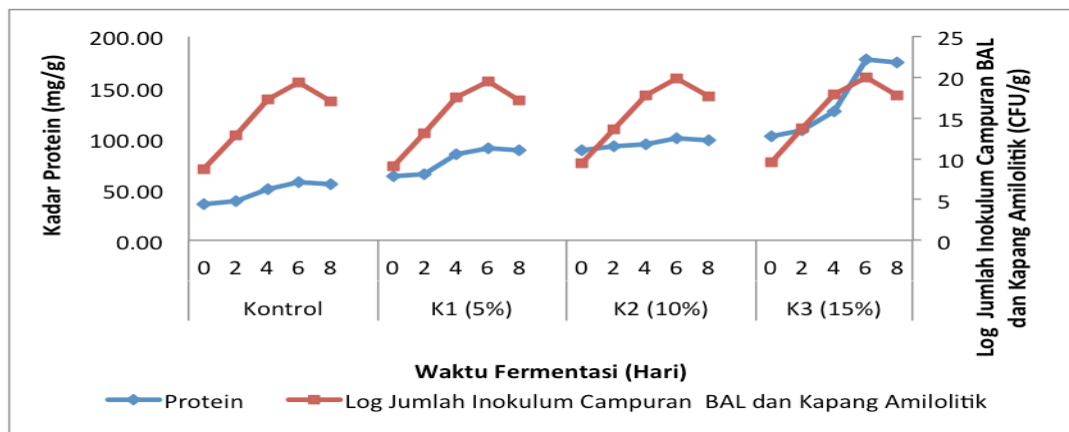 Kadar Protein (mg/g)
200.00
150.00
100.00
50.00
0.00
25
20
15
10
5
0
Log Jumlah Inokulum Campuran BAL
dan Kapang Amilolitik (CFU/g)
0 2 4 6 8 0 2 4 6 8 0 2 4 6 8 0 2 4 6 8
Kontrol K1 (5%) K2 (10%) K3 (15%)
Waktu Fermentasi (Hari)
Protein Log Jumlah Inokulum Campuran BAL dan Kapang Amilolitik